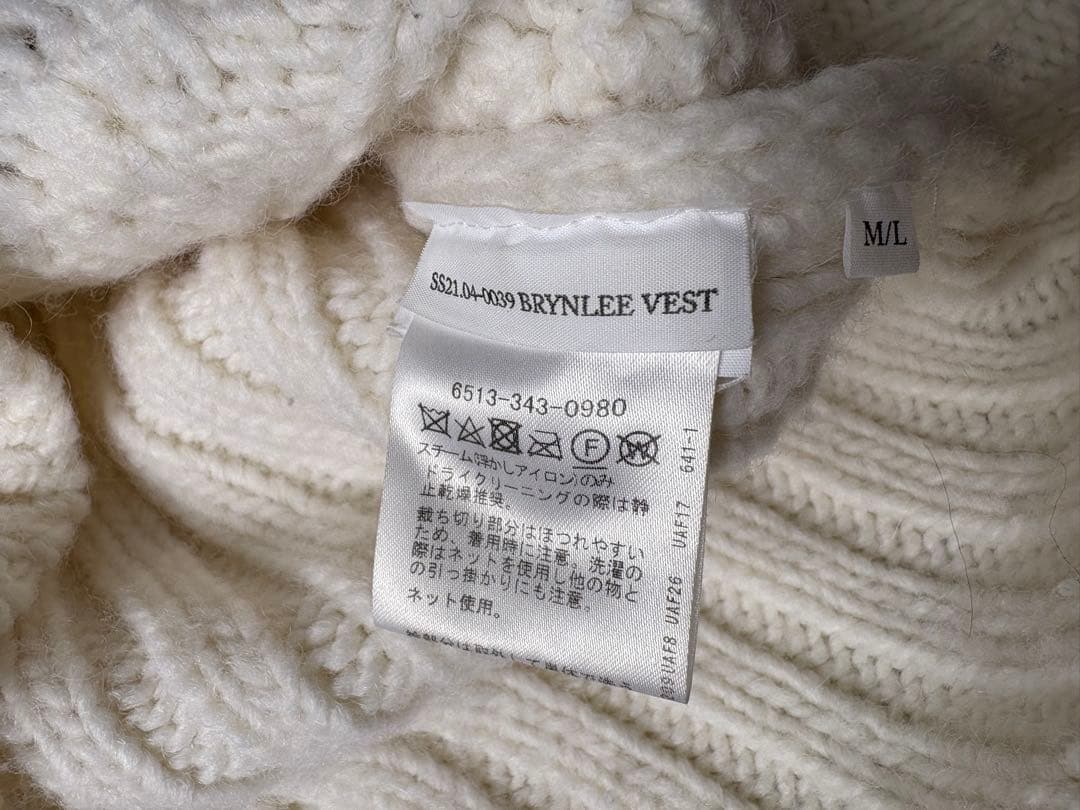 M/L
SS21.04-0039 BRYNLEE VEST
6513-343-0980
F
W
スチーム(浮かしアイロン)のみ
ドライクリーニングの際は静
止乾燥推奨。
裁ち切り部分はほつれやすい
ため、着用時に注意。洗濯の
際はネットを使用し他の物と
の引っ掛かりにも注意。
ネット使用。
UAF8 UAF26 UAF17 641-1